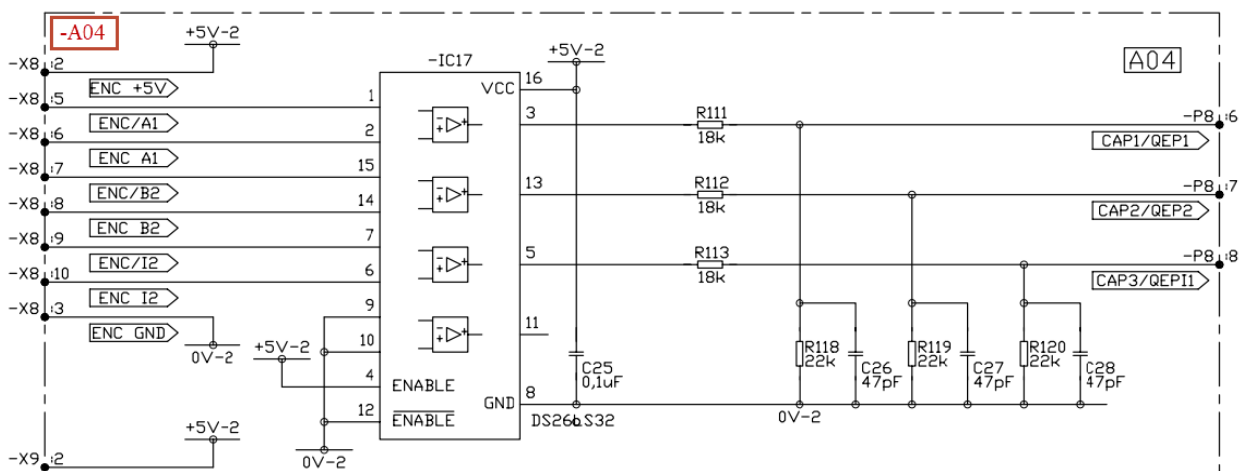 -A04
+5V-2
-X8 :2
ENC +5V
-X8 :5
ENC/A1
-X8 :6
ENC A1
-X8 :7
ENC/B2
-X8 :8
ENC B2
-X8 :9
ENC/I2
-X8 :10
ENC I2
-X8 :3
ENC GND
0V-2
+5V-2
0V-2
+5V-2
-X9 :2
-IC17
1
2
15
14
7
6
9
10
4 ENABLE
12 ENABLE
VCC 16
3
13
5
11
GND 8
DS26LS32
+5V-2
C25
0,1uF
R111
18k
R112
18k
R113
18k
R118
22k
C26
47pF
R119
22k
C27
47pF
R120
22k
C28
47pF
0V-2
A04
-P8 :6
CAP1/QEP1
-P8 :7
CAP2/QEP2
-P8 :8
CAP3/QEPI1